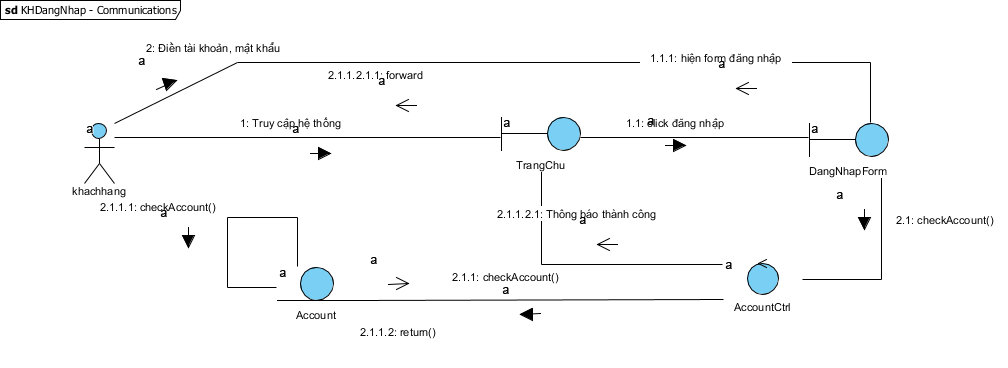 sd KHDangNhap - Communications
2: Điền tài khoản, mật khẩu
a
1.1.1: hiện form đăng nhập
a
2.1.1.2.1.1: forward
a
a
1: Truy cập hệ thống
a
a
1.1: click đăng nhập
a
a
TrangChu
DangNhapForm
khachhang
a
2.1.1.1: checkAccount()
a
2.1.1.2.1: Thông báo thành công
a
2.1: checkAccount()
a
a
a
2.1.1: checkAccount()
a
Account
AccountCtrl
2.1.1.2: return()